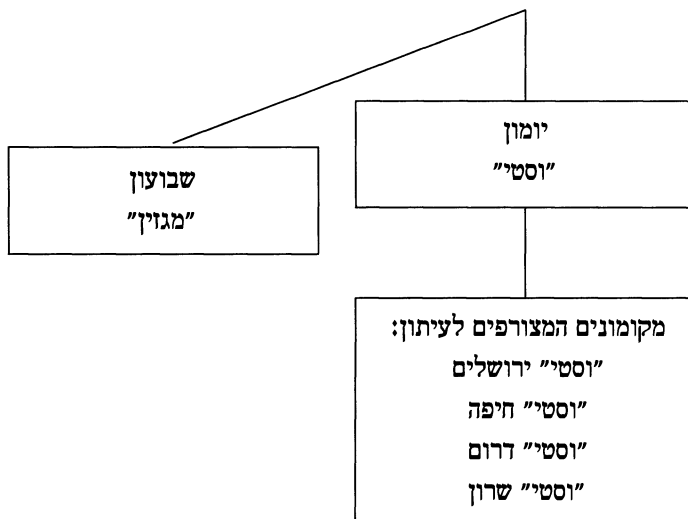 יומון
"וסטי"
שבועון
"מגזין"
מקומונים המצורפים לעיתון:
"וסטי" ירושלים
"וסטי" חיפה
"וסטי" דרום
"וסטי" שרון